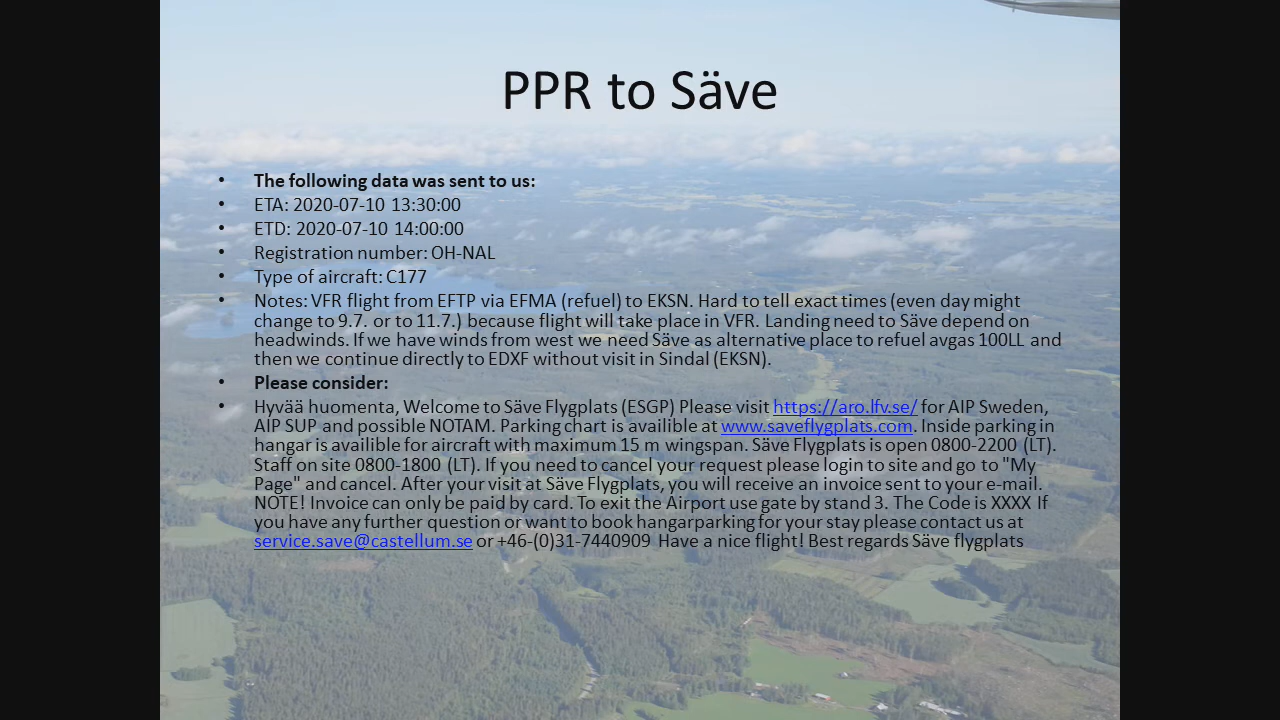 PPR to Säve
• The following data was sent to us:
• ETA: 2020-07-10 13:30:00
• ETD: 2020-07-10 14:00:00
• Registration number: OH-NAL
• Type of aircraft: C177
• Notes: VFR flight from EFTP via EFMA (refuel) to EKSN. Hard to tell exact times (even day might
change to 9.7. or to 11.7.) because flight will take place in VFR. Landing need to Säve depend on
headwinds. If we have winds from west we need Säve as alternative place to refuel avgas 100LL and
then we continue directly to EDXF without visit in Sindal (EKSN).
• Please consider:
• Hyvää huomenta, Welcome to Säve Flygplats (ESGP) Please visit https://aro.lfv.se/ for AIP Sweden,
AIP SUP and possible NOTAM. Parking chart is availible at www.saveflygplats.com. Inside parking in
hangar is availible for aircraft with maximum 15 m wingspan. Säve Flygplats is open 0800-2200 (LT).
Staff on site 0800-1800 (LT). If you need to cancel your request please login to site and go to "My
Page" and cancel. After your visit at Säve Flygplats, you will receive an invoice sent to your e-mail.
NOTE! Invoice can only be paid by card. To exit the Airport use gate by stand 3. The Code is XXXX If
you have any further question or want to book hangarparking for your stay please contact us at
service.save@castellum.se or +46-(0)31-7440909 Have a nice flight! Best regards Säve flygplats